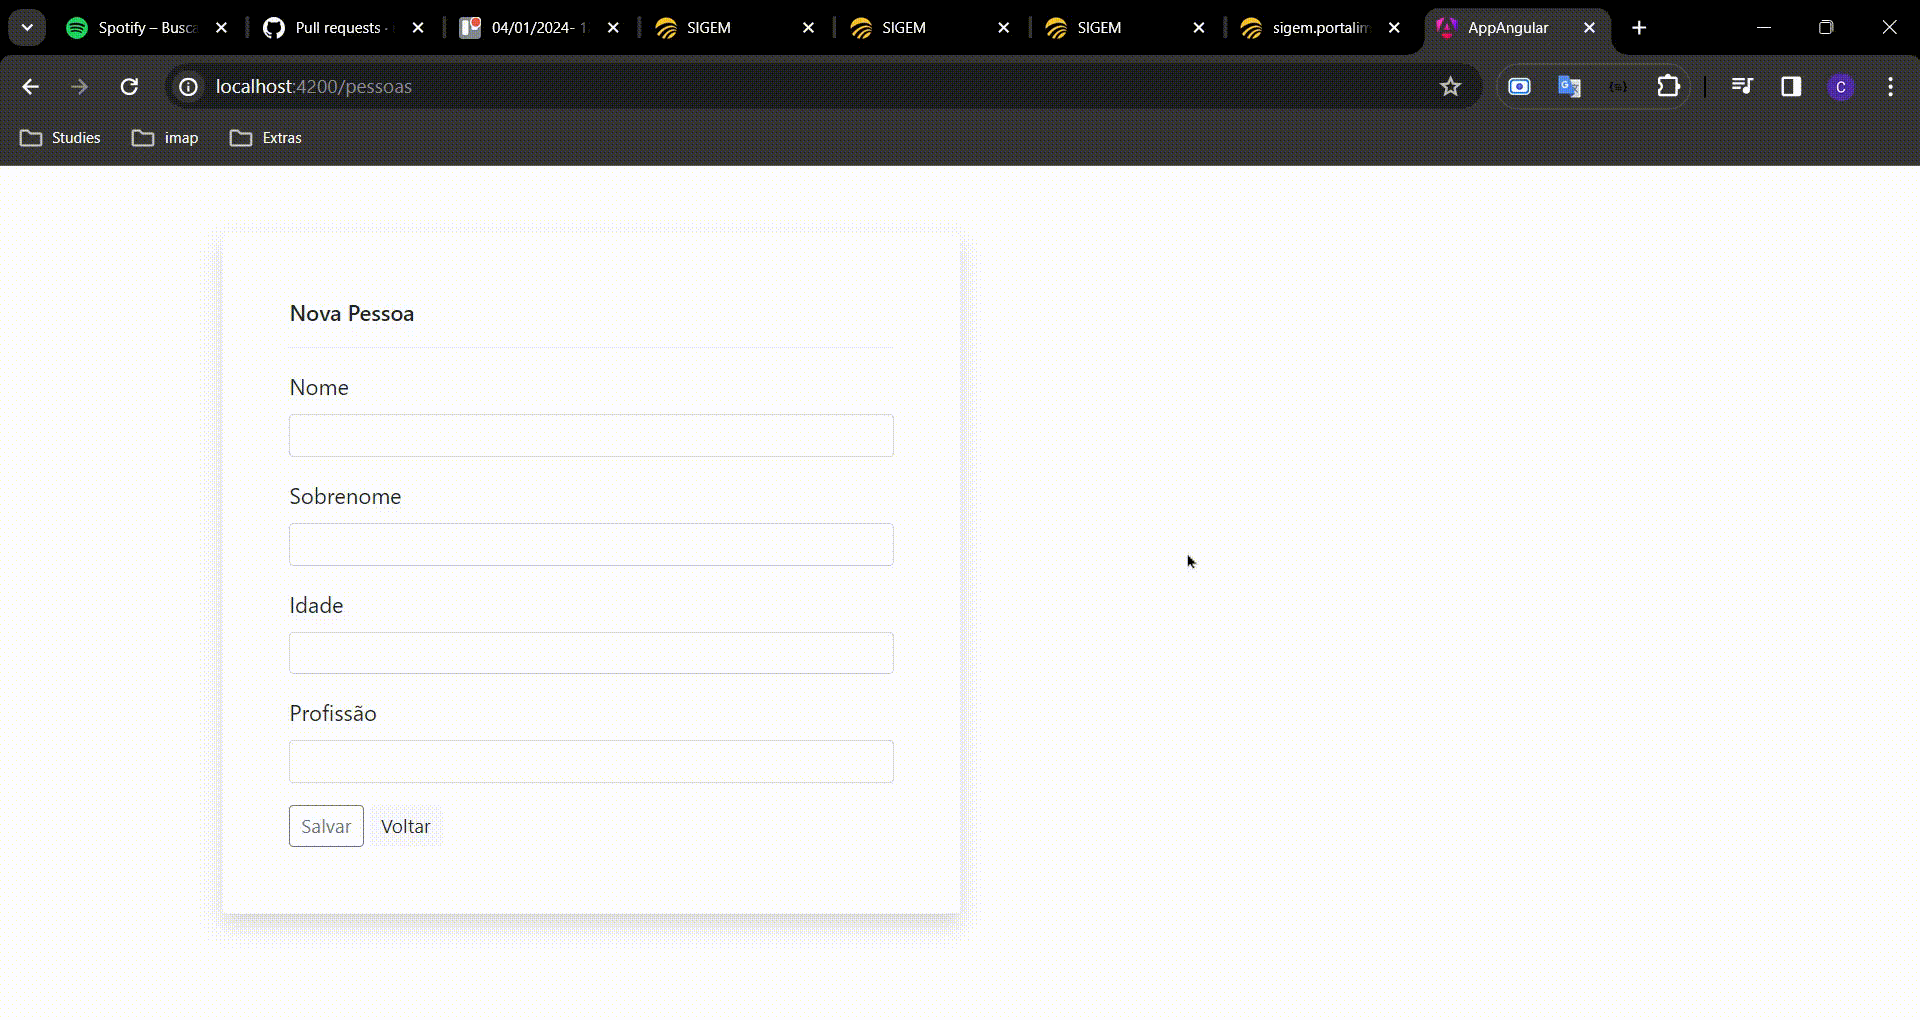 Spotify – Busca
Pull requests ·
04/01/2024- 1
SIGEM
SIGEM
SIGEM
sigem.portalim
AppAngular
localhost:4200/pessoas
C
Studies
imap
Extras
Nova Pessoa
Nome
Sobrenome
Idade
Profissão
Salvar
Voltar